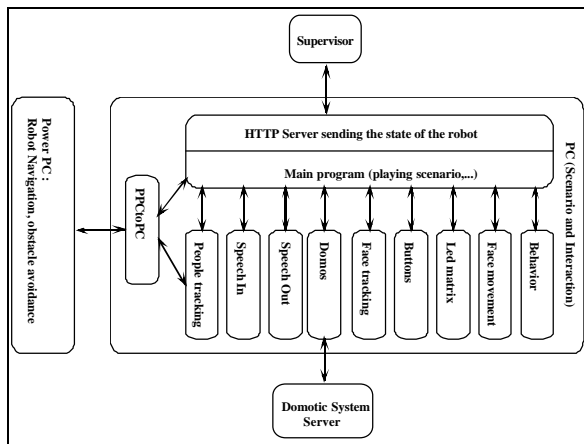 Supervisor
Power PC :
Robot Navigation, obstacle avoidance
PC (Scenario and Interaction)
HTTP Server sending the state of the robot
Main program (playing scenario,...)
PPCtoPC
People tracking
Speech In
Speech Out
Domos
Face tracking
Buttons
Led matrix
Face movement
Behavior
Domotic System
Server